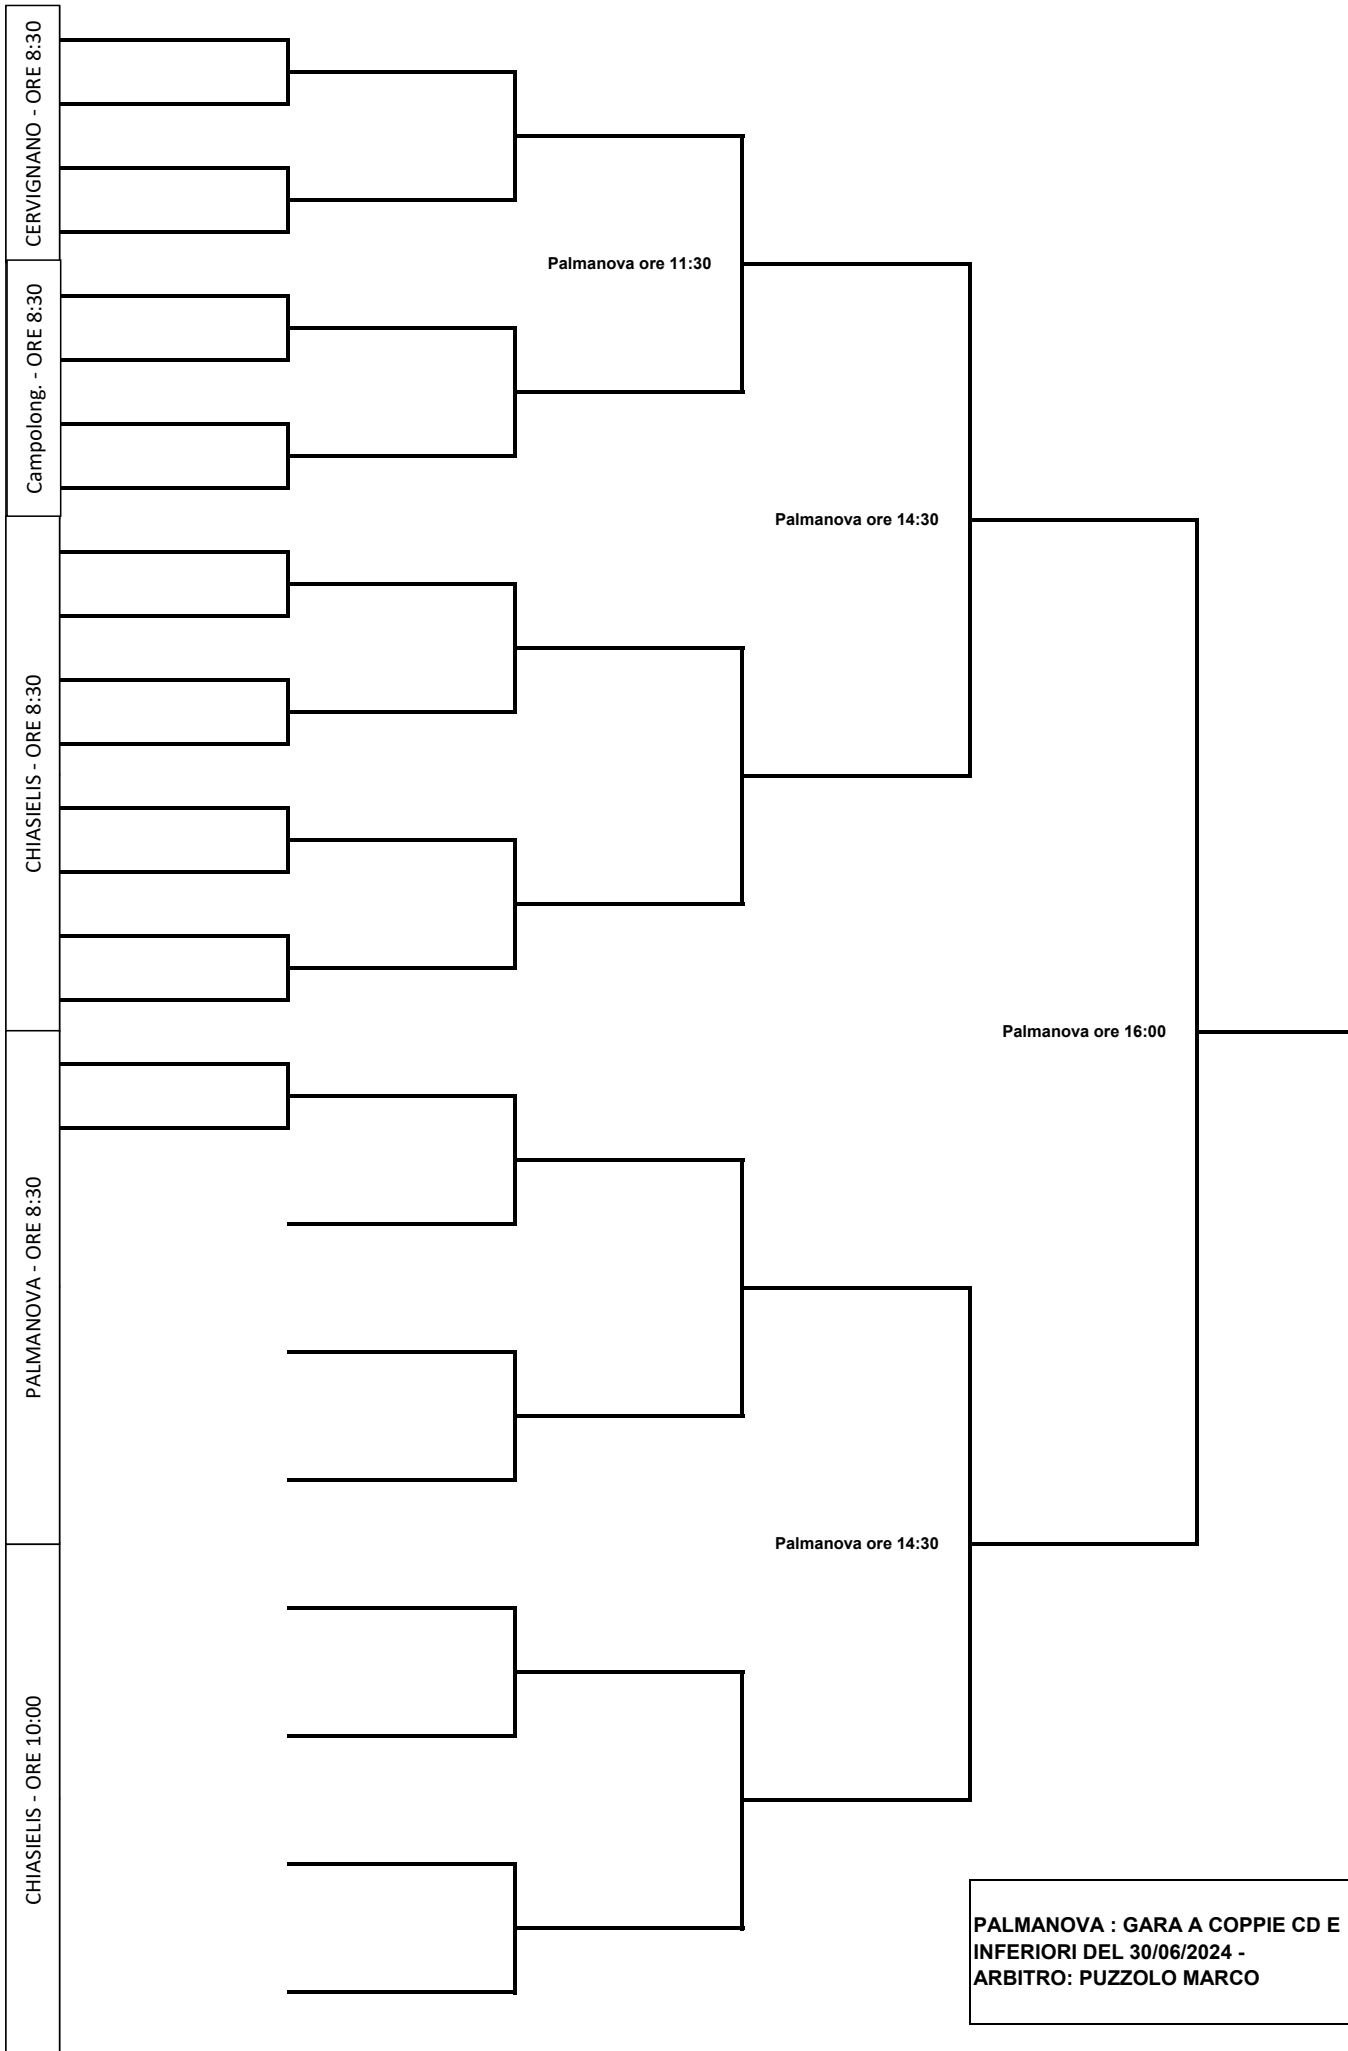 CERVIGNANO - ORE 8:30
Campolong. - ORE 8:30
CHIASIELIS - ORE 8:30
PALMANOVA - ORE 8:30
CHIASIELIS - ORE 10:00
Palmanova ore 11:30
Palmanova ore 14:30
Palmanova ore 16:00
Palmanova ore 14:30
PALMANOVA : GARA A COPPIE CD E
INFERIORI DEL 30/06/2024 -
ARBITRO: PUZZOLO MARCO